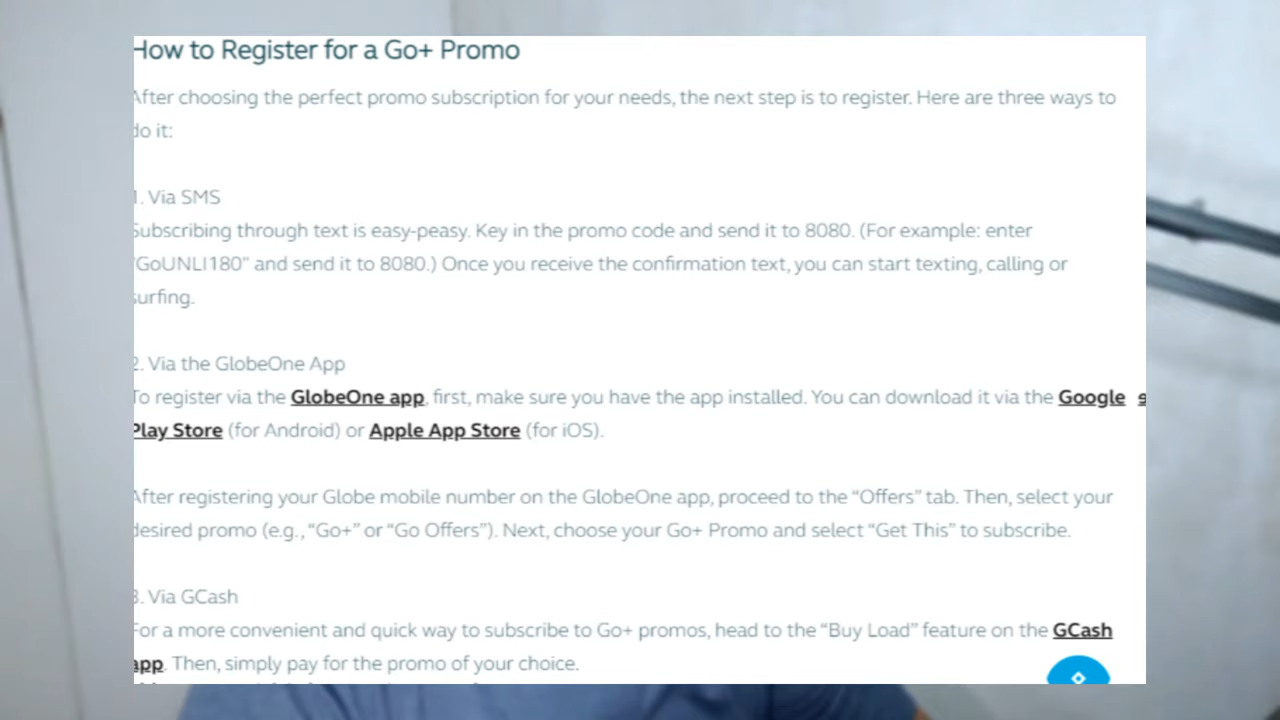 How to Register for a Go+ Promo
After choosing the perfect promo subscription for your needs, the next step is to register. Here are three ways to
do it:
1. Via SMS
Subscribing through text is easy-peasy. Key in the promo code and send it to 8080. (For example: enter
"GoUNLI180" and send it to 8080.) Once you receive the confirmation text, you can start texting, calling or
surfing.
2. Via the GlobeOne App
To register via the GlobeOne app, first, make sure you have the app installed. You can download it via the Google
Play Store (for Android) or Apple App Store (for iOS).
After registering your Globe mobile number on the GlobeOne app, proceed to the “Offers” tab. Then, select your
desired promo (e.g., “Go+” or “Go Offers”). Next, choose your Go+ Promo and select “Get This” to subscribe.
3. Via GCash
For a more convenient and quick way to subscribe to Go+ promos, head to the “Buy Load” feature on the GCash
app. Then, simply pay for the promo of your choice.